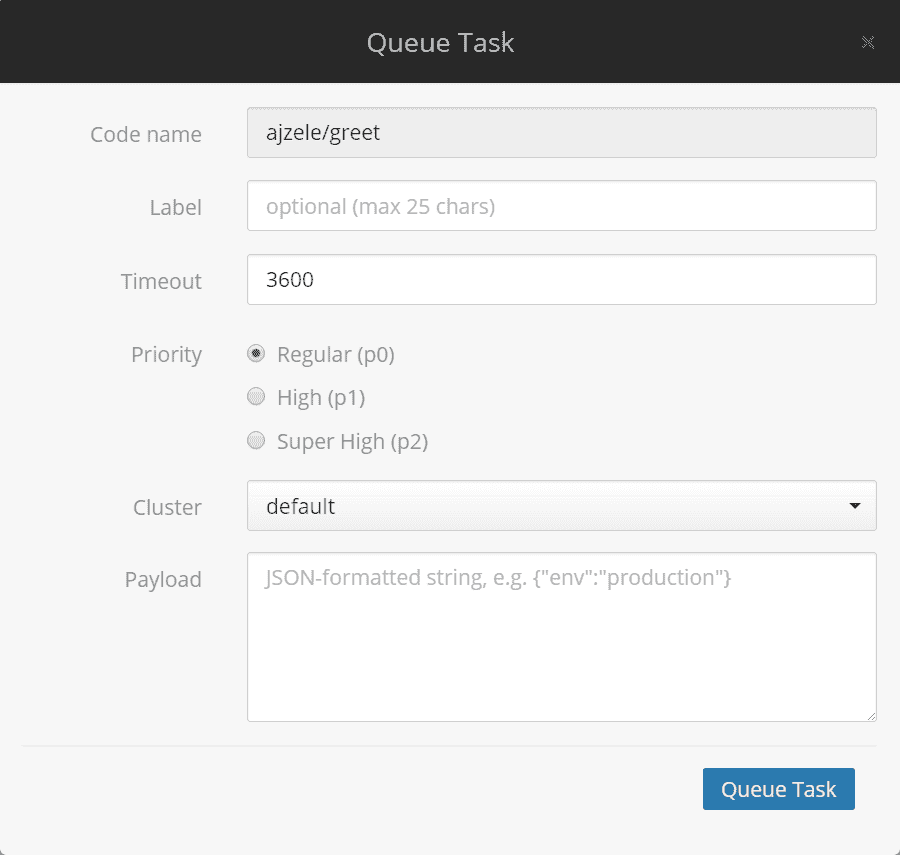 Queue Task
Code name
ajzele/greet
Label
optional (max 25 chars)
Timeout
3600
Priority
Regular (p0)
High (p1)
Super High (p2)
Cluster
default
Payload
JSON-formatted string, e.g. {"env":"production"}
Queue Task